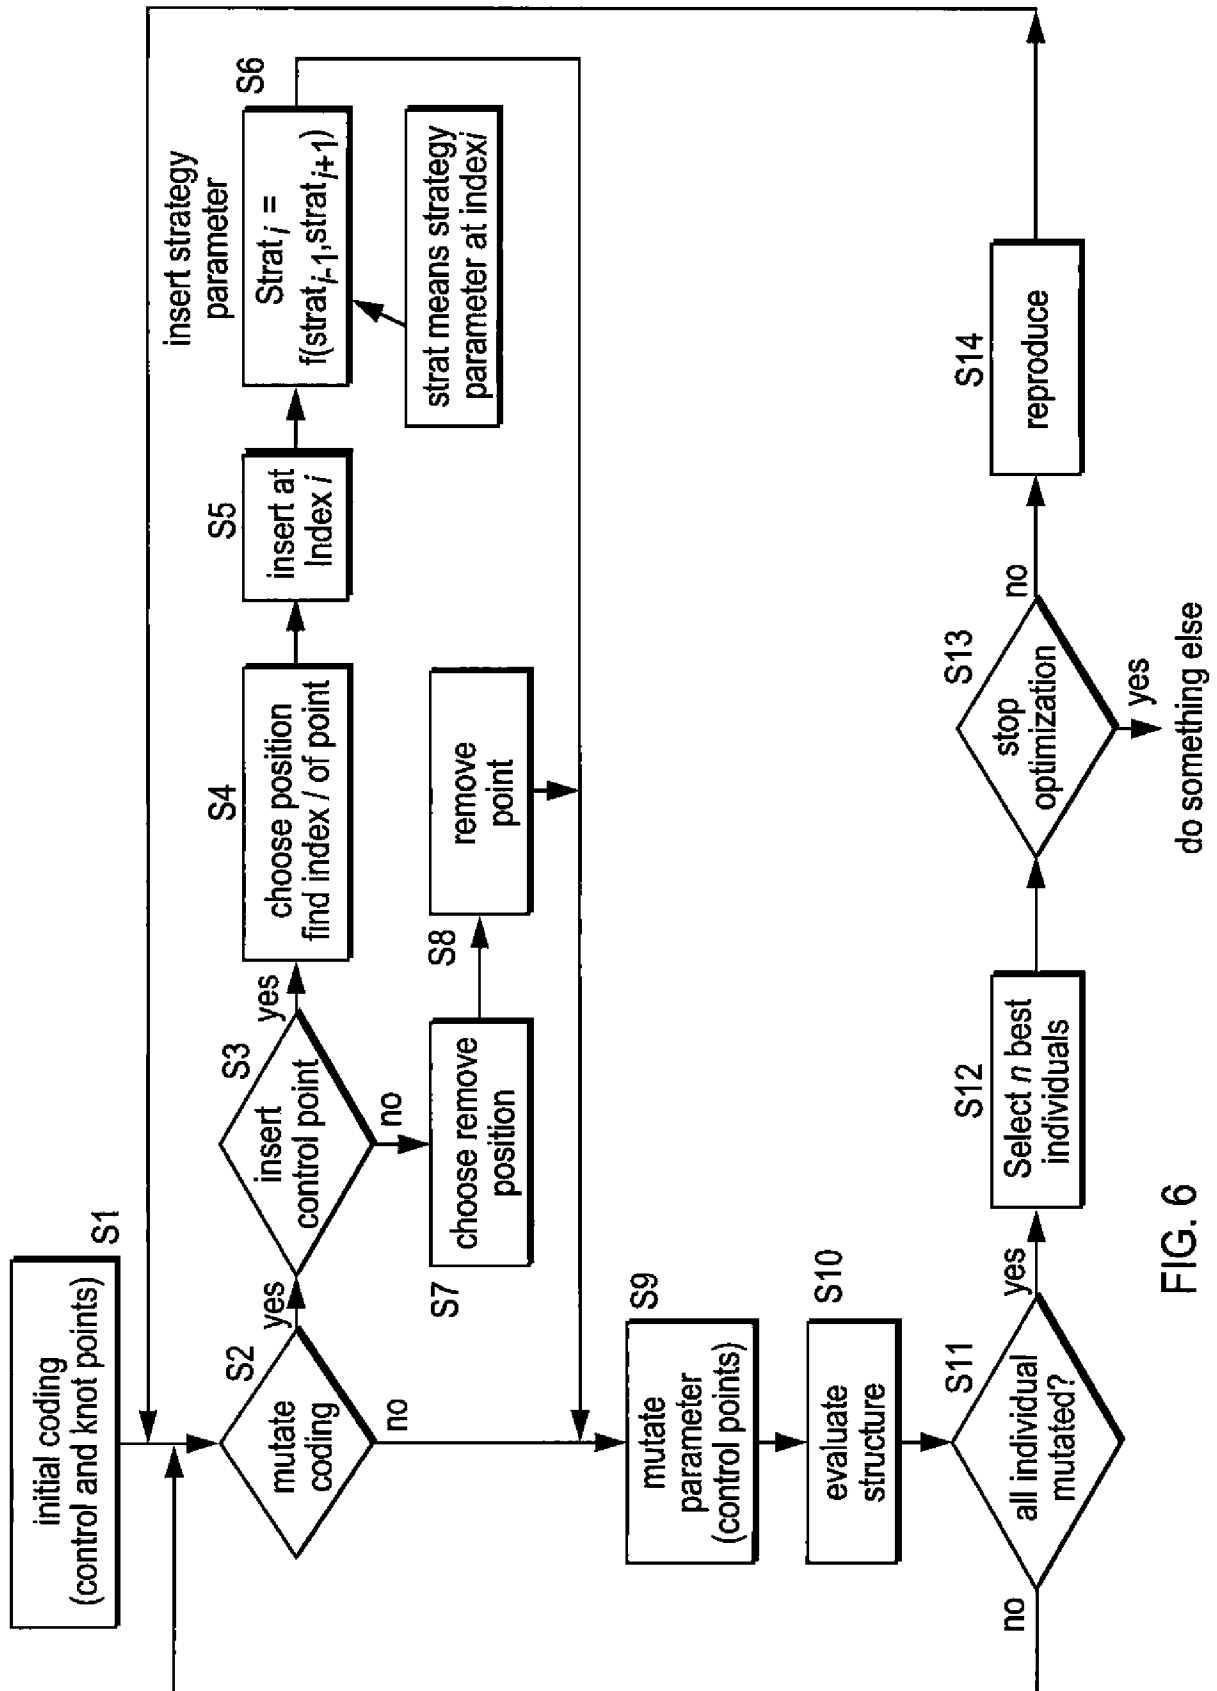 initial coding
(control and knot points)
S1
mutate
coding
S2
yes
no
insert
control point
S3
yes
no
choose position
find index i of point
S4
insert at
Index i
S5
insert strategy
parameter
Strat i =
f(strat i-1, strat i+1)
S6
strat means strategy
parameter at index i
choose remove
position
S7
remove
point
S8
mutate
parameter
(control points)
S9
evaluate
structure
S10
all individual
mutated?
S11
yes
no
Select n best
individuals
S12
stop
optimization
S13
no
yes
do something else
reproduce
S14
FIG. 6